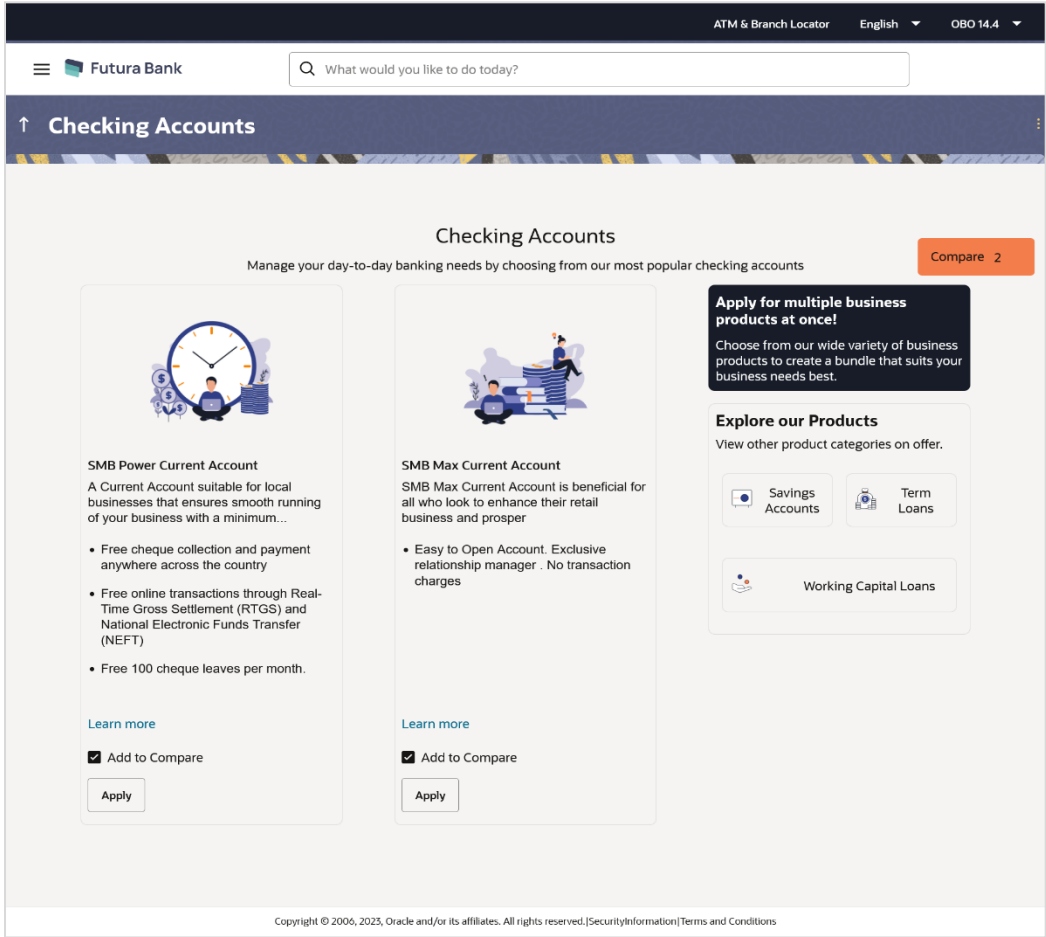 ATM & Branch Locator English OBO 14.4
Futura Bank
What would you like to do today?
Checking Accounts
Checking Accounts
Manage your day-to-day banking needs by choosing from our most popular checking accounts
Compare 2
SMB Power Current Account
A Current Account suitable for local
businesses that ensures smooth running
of your business with a minimum...
• Free cheque collection and payment
anywhere across the country
• Free online transactions through Real-
Time Gross Settlement (RTGS) and
National Electronic Funds Transfer
(NEFT)
• Free 100 cheque leaves per month.
Learn more
Add to Compare
Apply
SMB Max Current Account
SMB Max Current Account is beneficial for
all who look to enhance their retail
business and prosper
• Easy to Open Account. Exclusive
relationship manager . No transaction
charges
Learn more
Add to Compare
Apply
Apply for multiple business
products at once!
Choose from our wide variety of business
products to create a bundle that suits your
business needs best.
Explore our Products
View other product categories on offer.
Savings
Accounts
Term
Loans
Working Capital Loans
Copyright © 2006, 2023, Oracle and/or its affiliates. All rights reserved.|SecurityInformation|Terms and Conditions